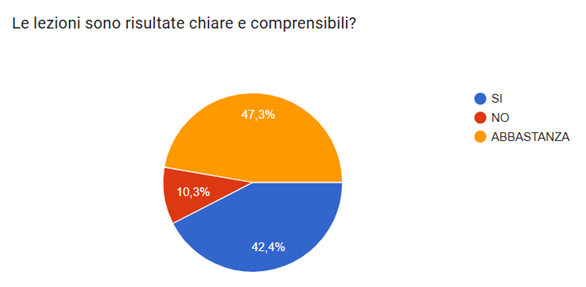 Le lezioni sono risultate chiare e comprensibili?
SI
NO
ABBASTANZA
47,3%
10,3%
42,4%